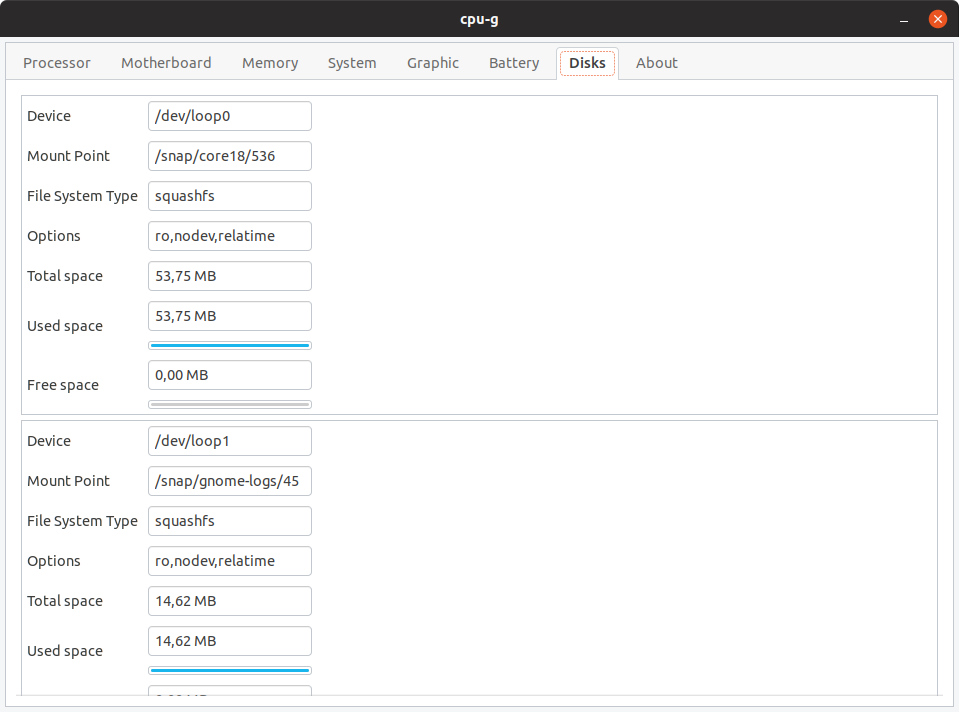 cpu-g
Processor Motherboard Memory System Graphic Battery Disks About
Device /dev/loop0
Mount Point /snap/core18/536
File System Type squashfs
Options ro,nodev,relatime
Total space 53,75 MB
Used space 53,75 MB
Free space 0,00 MB
Device /dev/loop1
Mount Point /snap/gnome-logs/45
File System Type squashfs
Options ro,nodev,relatime
Total space 14,62 MB
Used space 14,62 MB